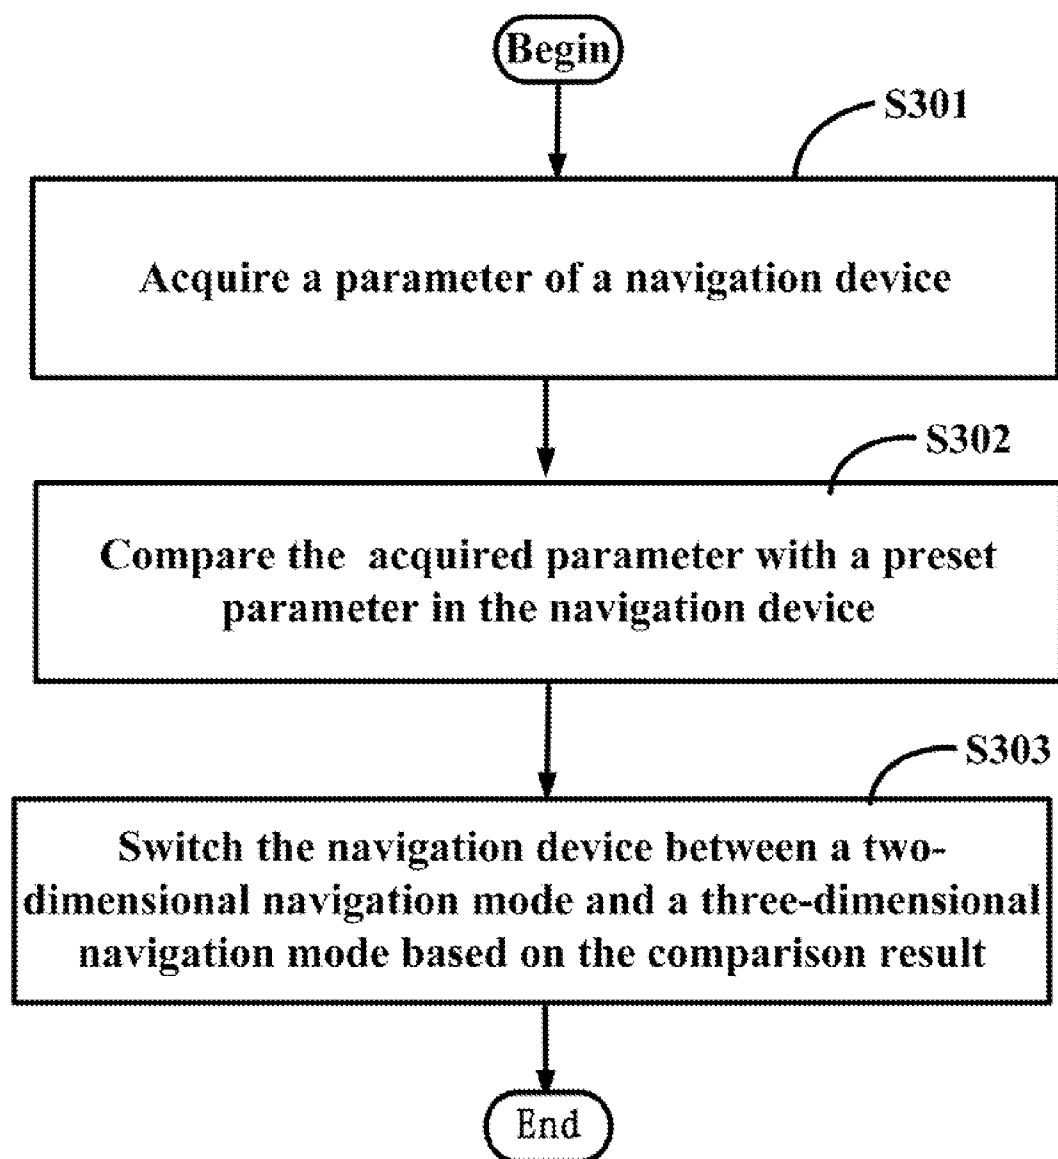 Begin
S301
Acquire a parameter of a navigation device
S302
Compare the acquired parameter with a preset
parameter in the navigation device
S303
Switch the navigation device between a two-
dimensional navigation mode and a three-dimensional
navigation mode based on the comparison result
End